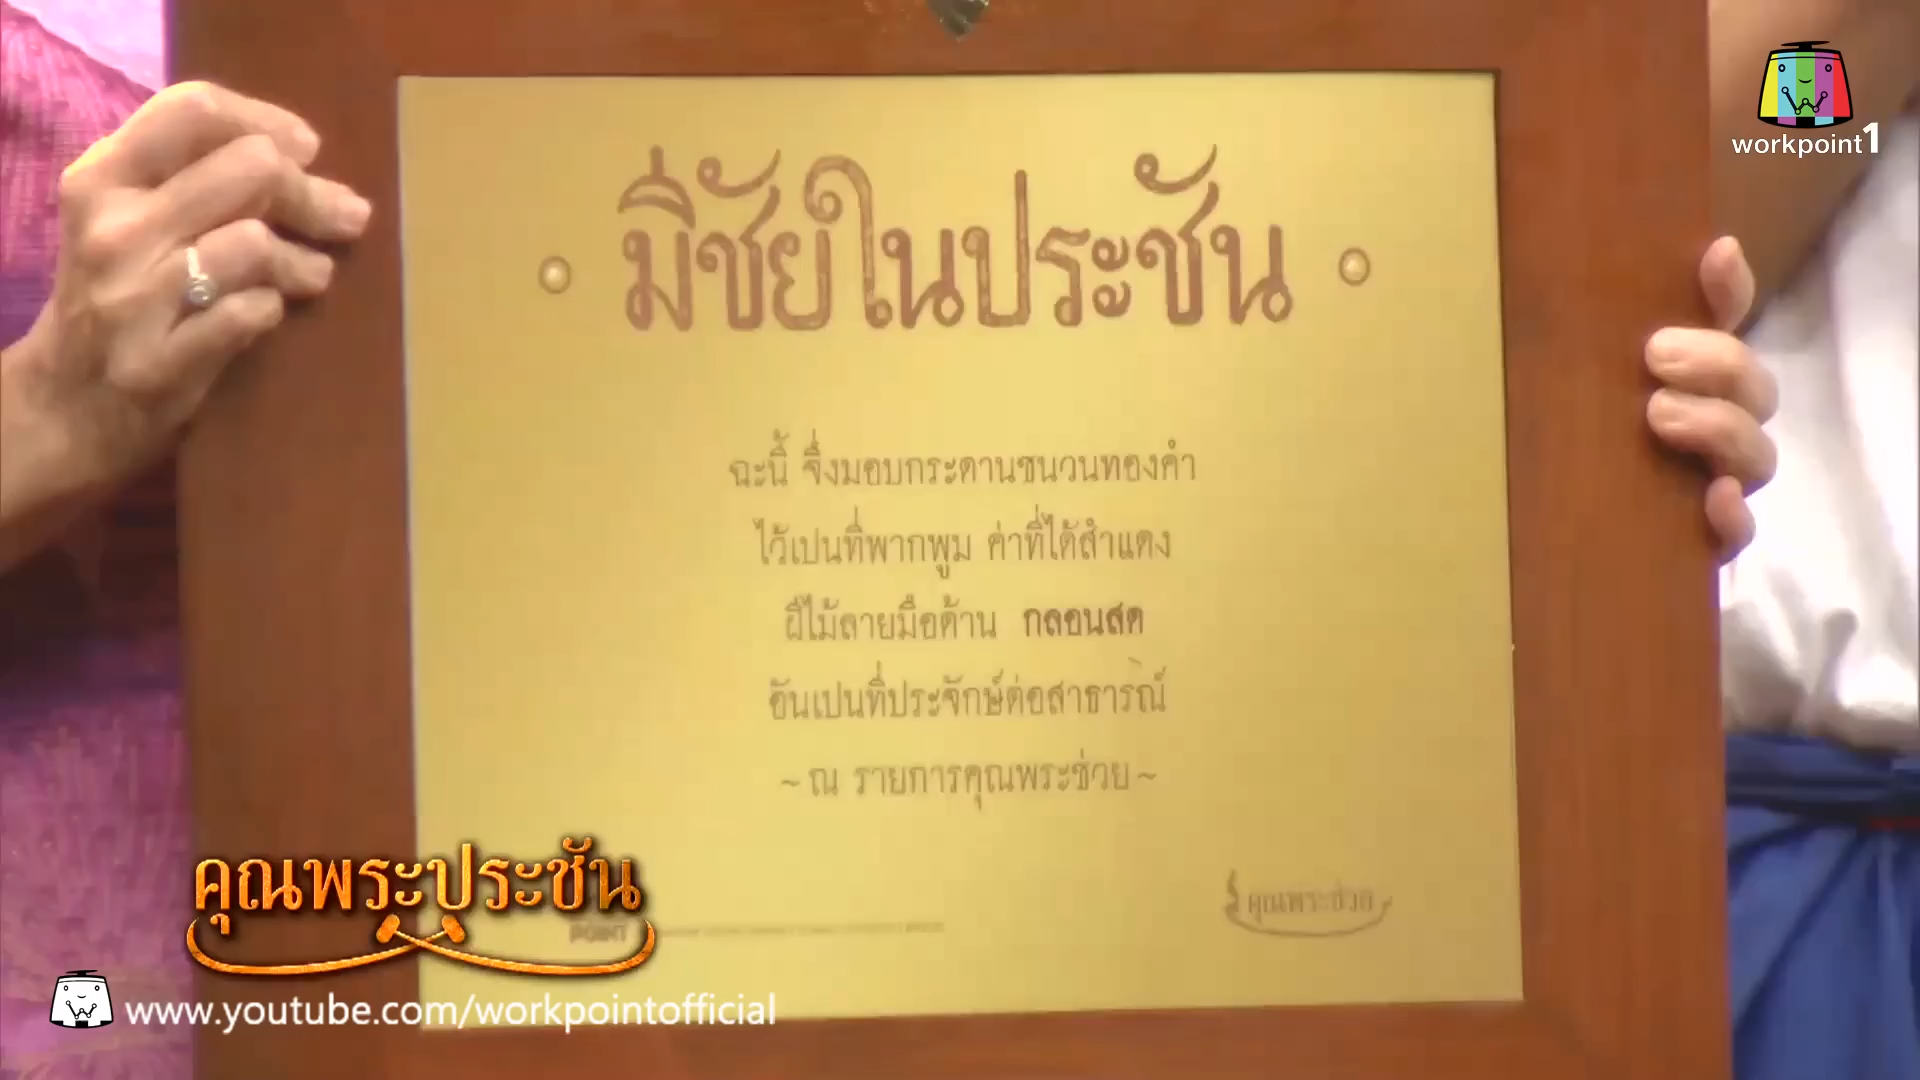 workpoint1
มี่ชัยในประชัน
ฉะนี้ จึ่งมอบกระดานชนวนทองคำ
ไว้เปนที่พากพูม ค่าที่ได้สำแดง
ฝีไม้ลายมือด้าน กลอนสด
อันเปนที่ประจักษ์ต่อสาธารณ์
~ ณ รายการคุณพระช่วย ~
คุณพระช่วย
คุณพระประชัน
POINT
www.youtube.com/workpointofficial